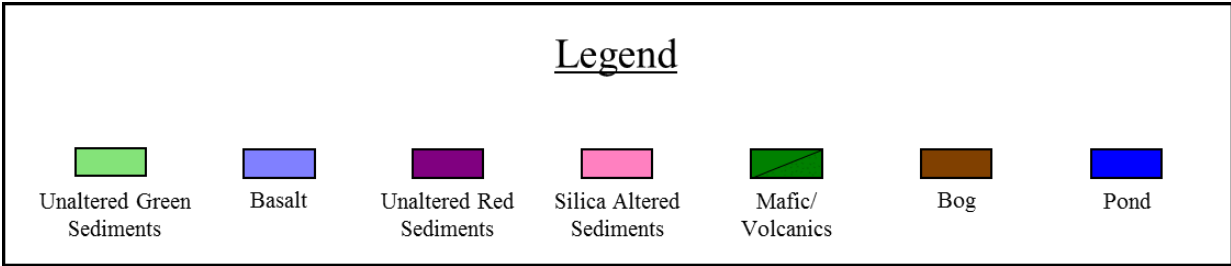 Legend
Unaltered Green
Sediments
Basalt
Unaltered Red
Sediments
Silica Altered
Sediments
Mafic/
Volcanics
Bog
Pond